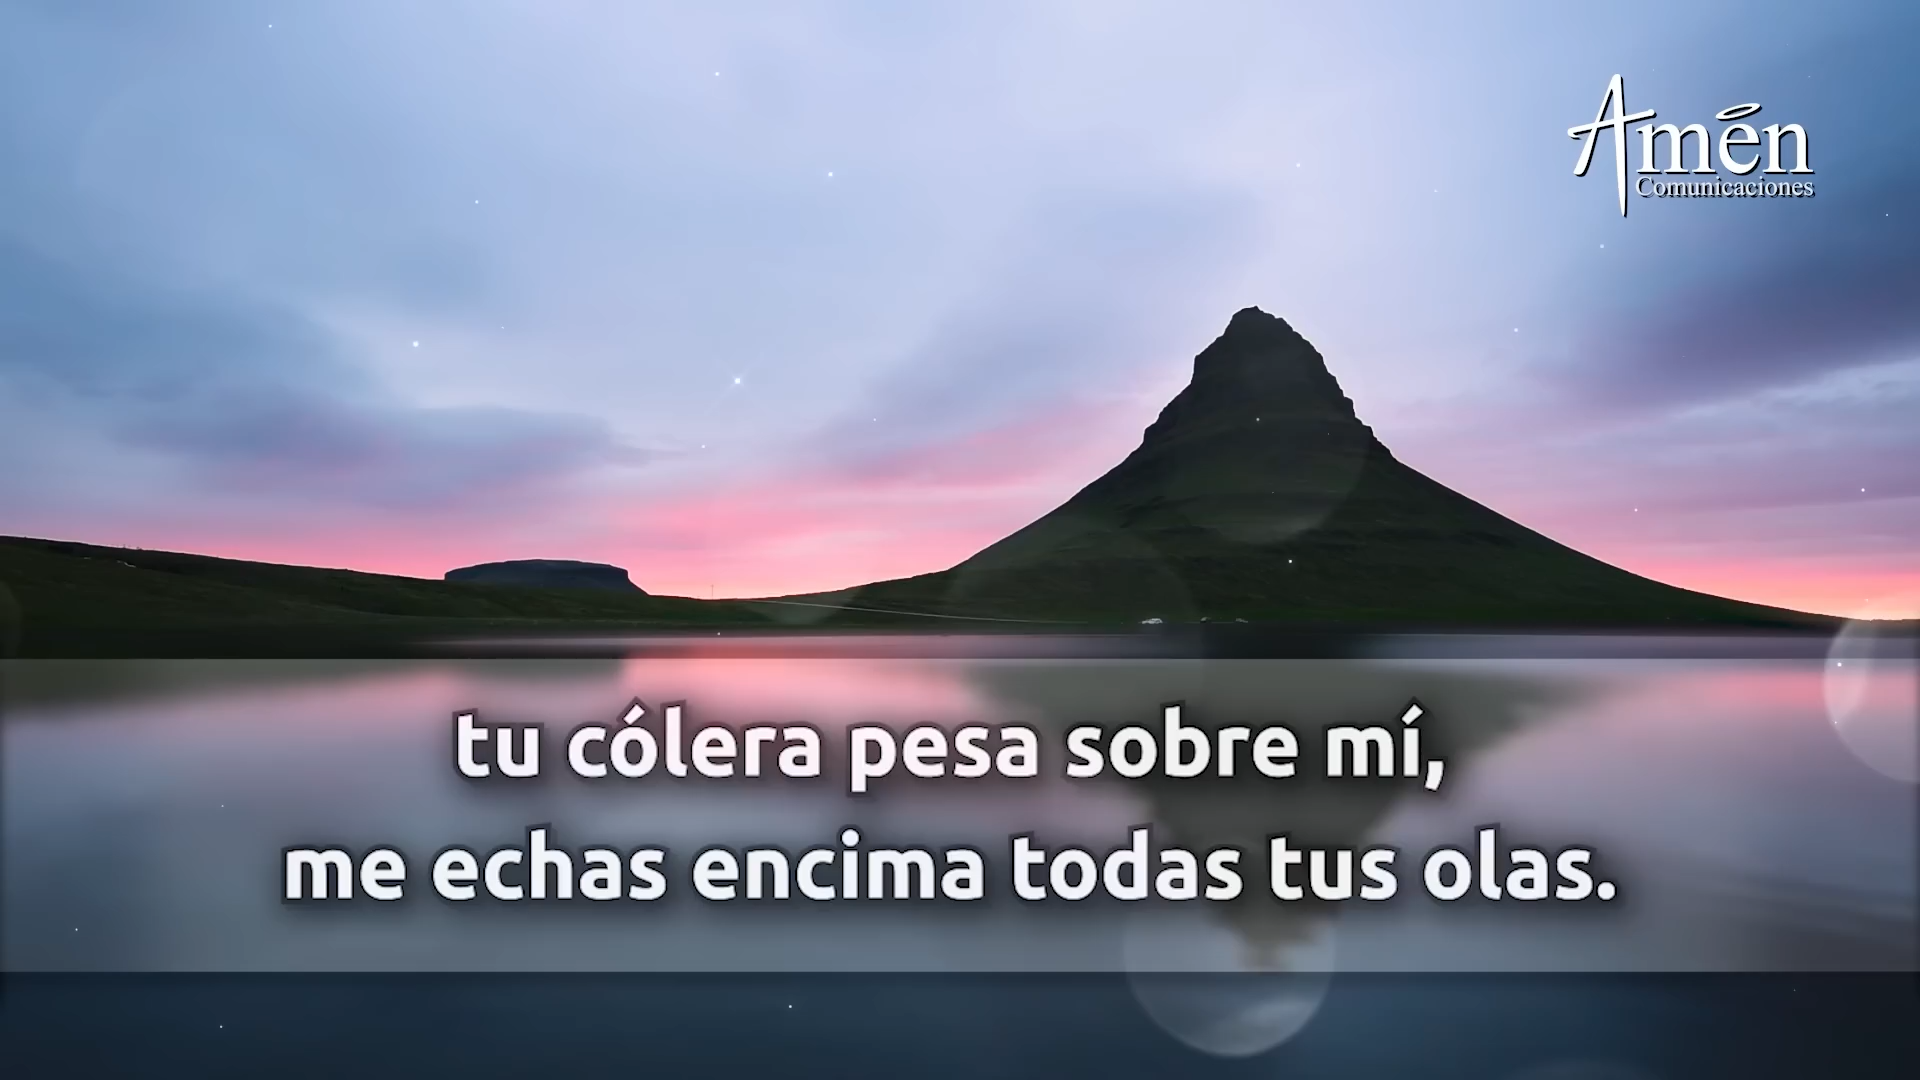 Amén
Comunicaciones
tu cólera pesa sobre mí,
me echas encima todas tus olas.